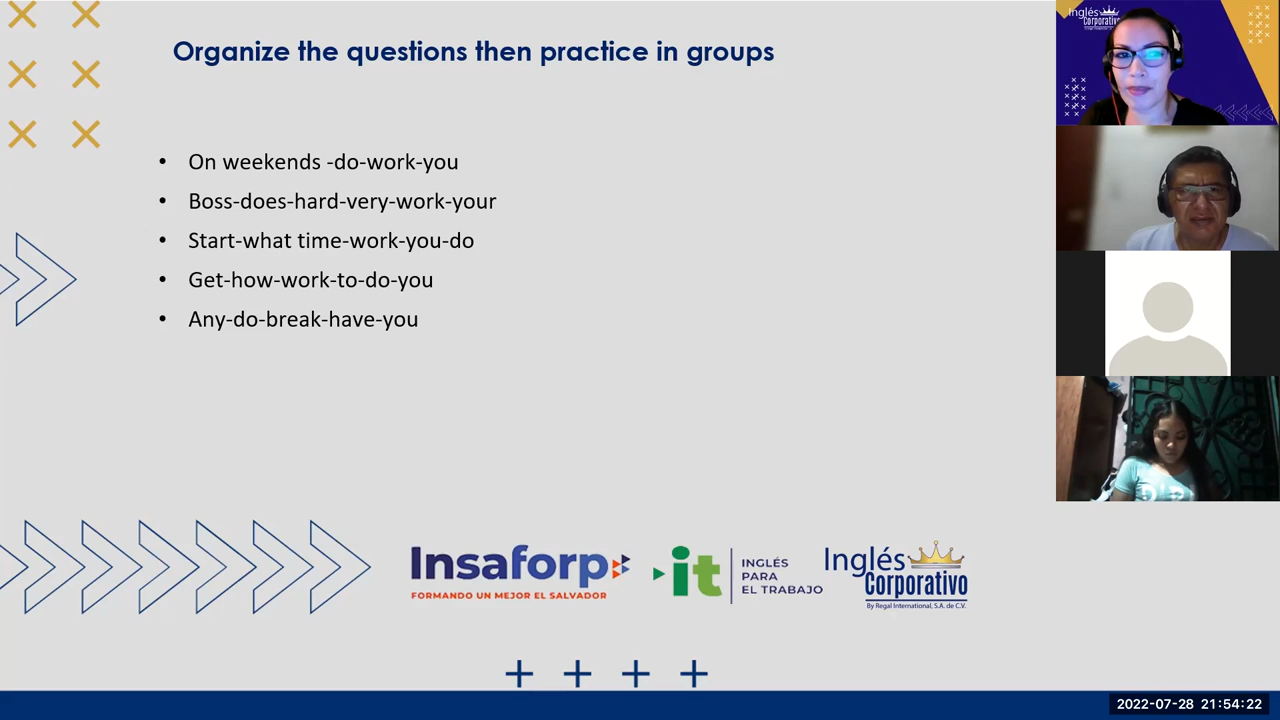 Organize the questions then practice in groups
• On weekends -do-work-you
• Boss-does-hard-very-work-your
• Start-what time-work-you-do
• Get-how-work-to-do-you
• Any-do-break-have-you
Insaforp
FORMANDO UN MEJOR EL SALVADOR
it
INGLÉS
PARA
EL TRABAJO
Inglés
Corporativo
By Regal International, S.A. de C.V.
Inglés
Corporativo
2022-07-28 21:54:22